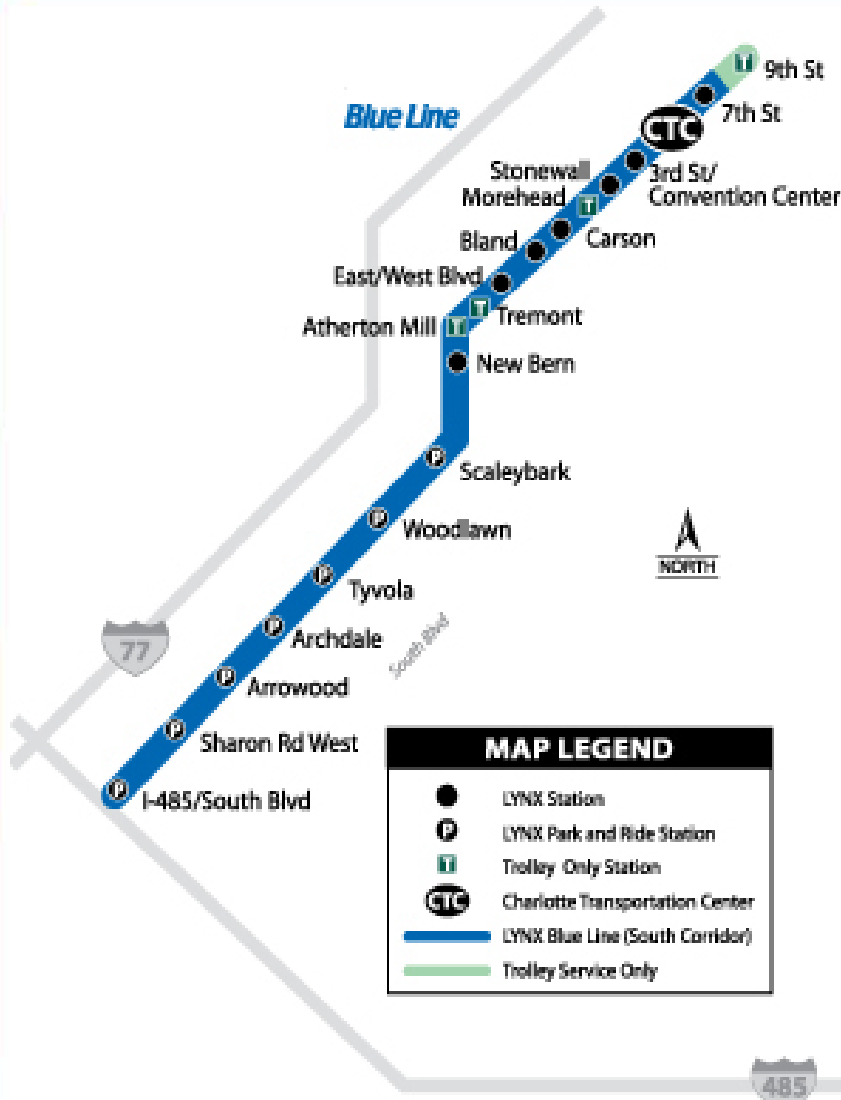 Blue Line
T
9th St
7th St
CTC
Stonewall
3rd St/
Convention Center
Morehead
T
Carson
Bland
East/West Blvd
T
Tremont
Atherton Mill
T
New Bern
P
Scaleybark
P
Woodlawn
NORTH
P
Tyvola
South Blvd
P
Archdale
77
P
Arrowood
P
Sharon Rd West
P
I-485/South Blvd
MAP LEGEND
LYNX Station
P
LYNX Park and Ride Station
T
Trolley Only Station
CTC
Charlotte Transportation Center
LYNX Blue Line (South Corridor)
Trolley Service Only
485